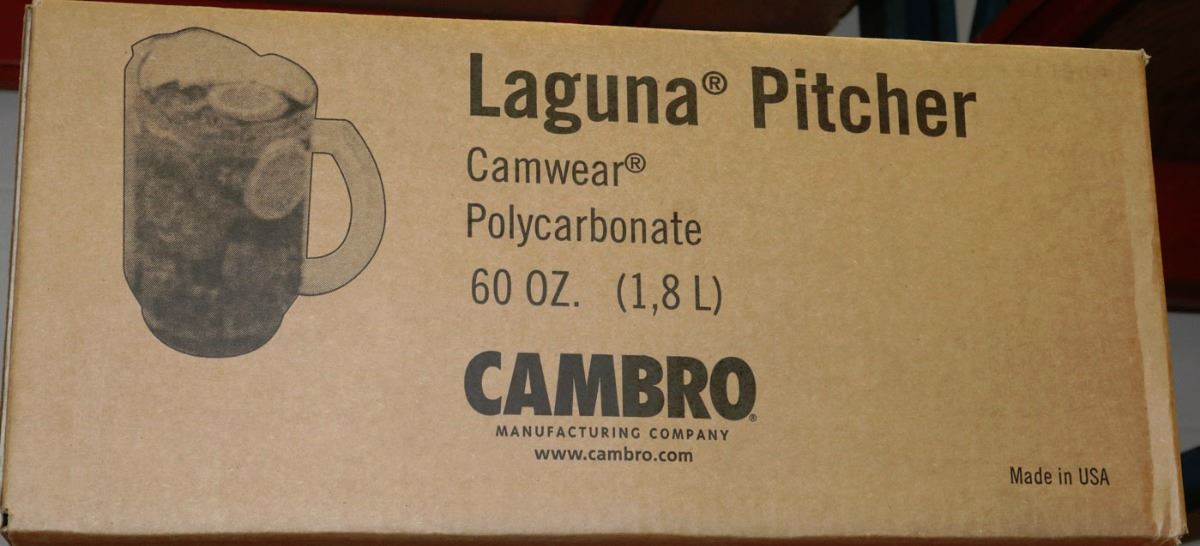 Laguna® Pitcher
Camwear®
Polycarbonate
60 OZ. (1,8 L)
CAMBRO®
MANUFACTURING COMPANY
www.cambro.com
Made in USA